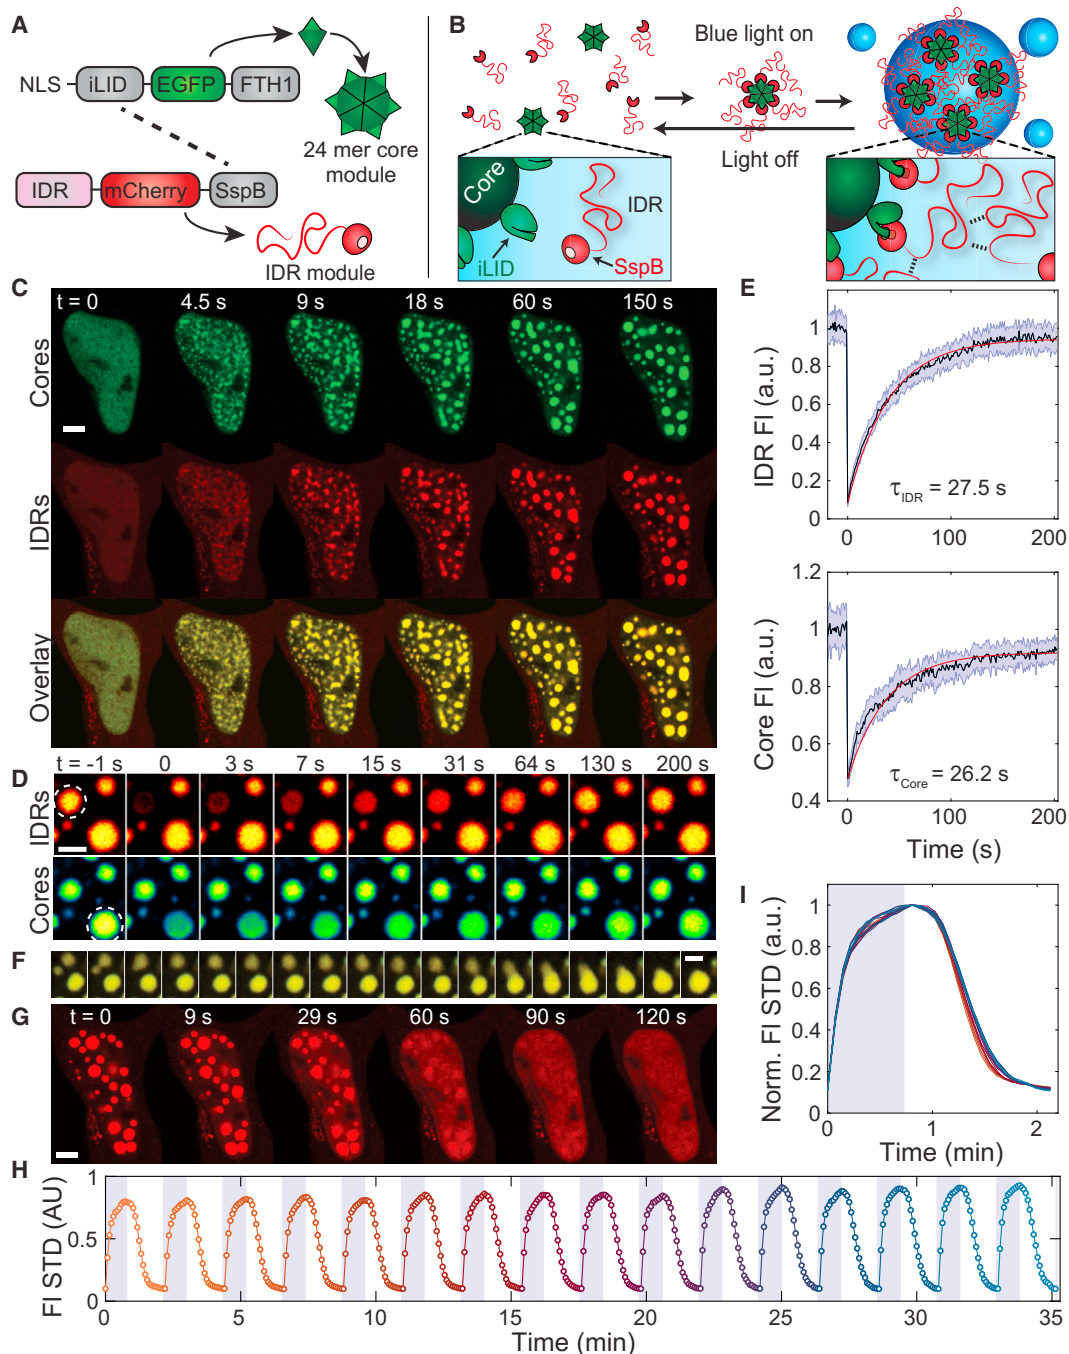 A
NLS
iLID
EGFP
FTH1
24 mer core
module
IDR
mCherry
SspB
IDR module
B
Blue light on
Light off
Core
IDR
iLID
SspB
C
t = 0
4.5 s
9 s
18 s
60 s
150 s
Cores
IDRs
Overlay
D
t = -1 s
0
3 s
7 s
15 s
31 s
64 s
130 s
200 s
IDRs
Cores
E
IDR FI (a.u.)
1
0.8
0.6
0.4
0.2
0
τIDR = 27.5 s
0
100
200
Core FI (a.u.)
1.2
1
0.8
0.6
0.4
τCore = 26.2 s
0
100
200
Time (s)
F
G
t = 0
9 s
29 s
60 s
90 s
120 s
I
Norm. FI STD (a.u.)
1
0.8
0.6
0.4
0.2
0
0
1
2
Time (min)
H
FI STD (AU)
1
0.5
0
0
5
10
15
20
25
30
35
Time (min)